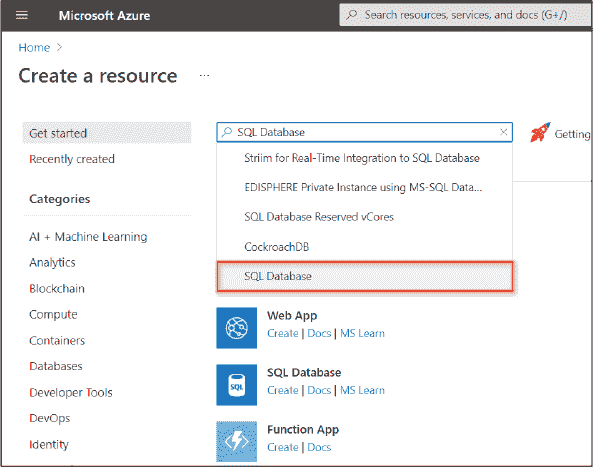 Microsoft Azure
Search resources, services, and docs (G+/)
Home >
Create a resource ...
Get started
Recently created
Categories
AI + Machine Learning
Analytics
Blockchain
Compute
Containers
Databases
Developer Tools
DevOps
Identity
SQL Database
Striim for Real-Time Integration to SQL Database
EDISPHERE Private Instance using MS-SQL Data...
SQL Database Reserved vCores
CockroachDB
SQL Database
Getting
Web App
Create | Docs | MS Learn
SQL
SQL Database
Create | Docs | MS Learn
Function App
Create | Docs